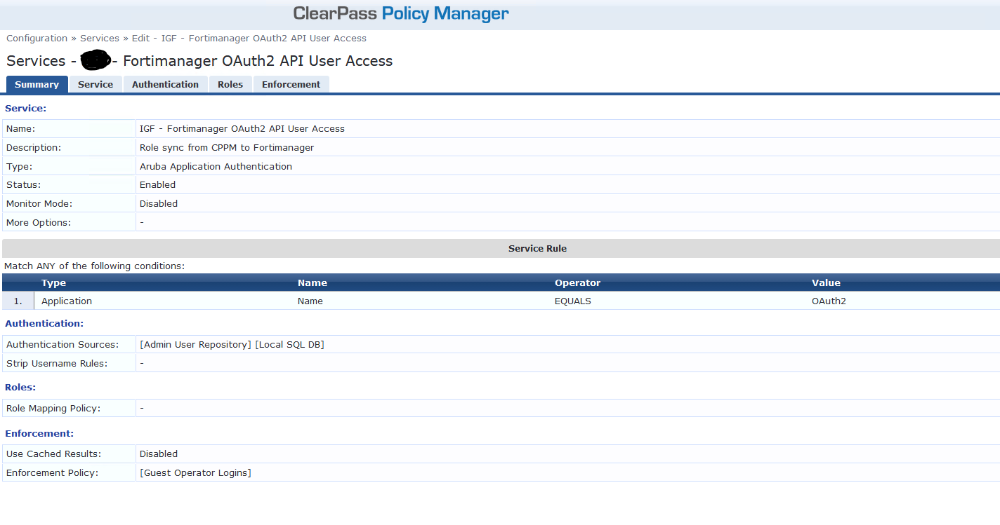 ClearPass Policy Manager
Configuration » Services » Edit - IGF - Fortimanager OAuth2 API User Access
Services - - Fortimanager OAuth2 API User Access
Summary Service Authentication Roles Enforcement
Service:
Name: IGF - Fortimanager OAuth2 API User Access
Description: Role sync from CPPM to Fortimanager
Type: Aruba Application Authentication
Status: Enabled
Monitor Mode: Disabled
More Options: -
Service Rule
Match ANY of the following conditions:
Type Name Operator Value
1. Application Name EQUALS OAuth2
Authentication:
Authentication Sources: [Admin User Repository] [Local SQL DB]
Strip Username Rules: -
Roles:
Role Mapping Policy: -
Enforcement:
Use Cached Results: Disabled
Enforcement Policy: [Guest Operator Logins]